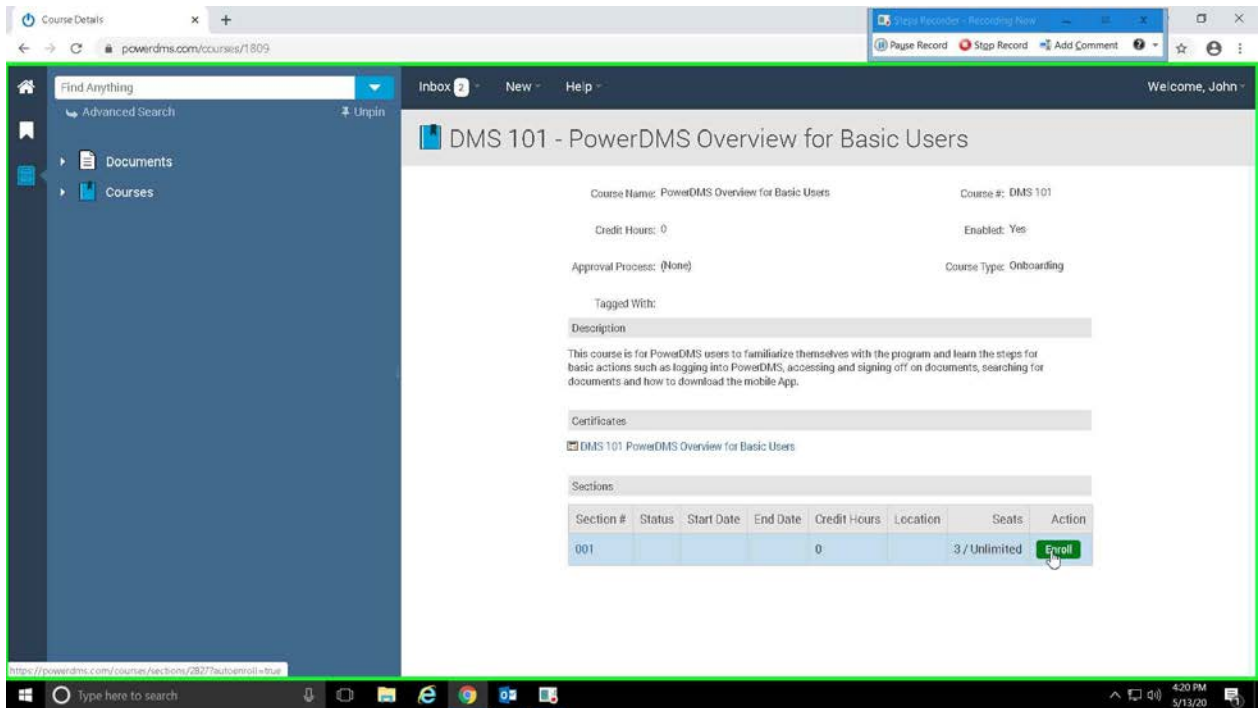 Course Details
Steps Recorder - Recording Now
powerdms.com/courses/1809
Pause Record Stop Record Add Comment
Find Anything
Advanced Search Unpin
Documents
Courses
Inbox 2 New Help Welcome, John
DMS 101 - PowerDMS Overview for Basic Users
Course Name: PowerDMS Overview for Basic Users Course #: DMS 101
Credit Hours: 0 Enabled: Yes
Approval Process: (None) Course Type: Onboarding
Tagged With:
Description
This course is for PowerDMS users to familiarize themselves with the program and learn the steps for
basic actions such as logging into PowerDMS, accessing and signing off on documents, searching for
documents and how to download the mobile App.
Certificates
DMS 101 PowerDMS Overview for Basic Users
Sections
Section # Status Start Date End Date Credit Hours Location Seats Action
001 0 3 / Unlimited Enroll
https://powerdms.com/courses/sections/2827?autoenroll=true
Type here to search
4:20 PM
5/13/20